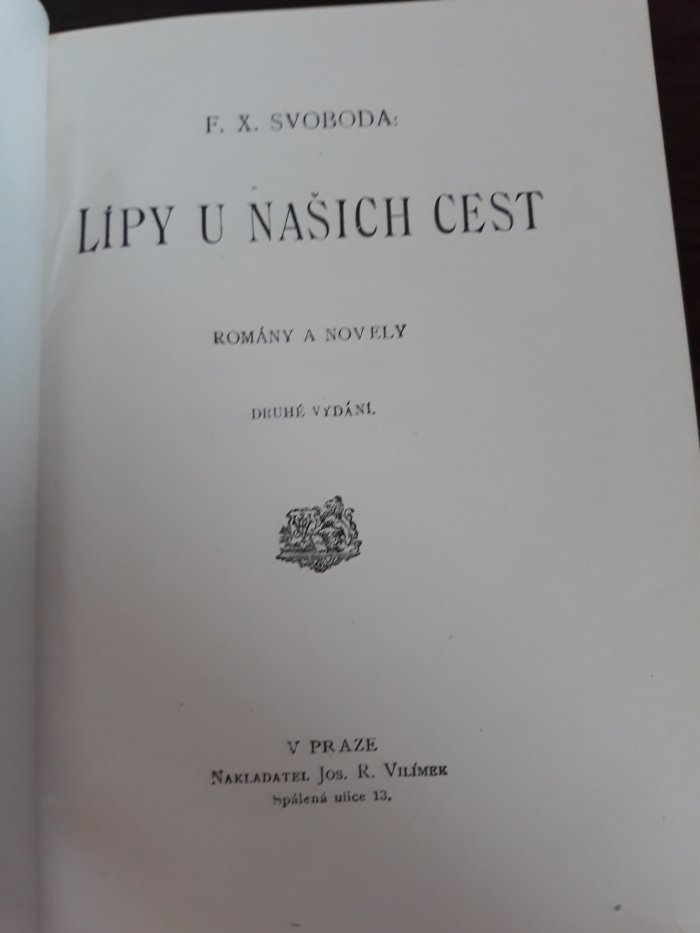 F. X. SVOBODA:
LÍPY U NAŠICH CEST
ROMÁNY A NOVELY
DRUHÉ VYDÁNÍ.
V PRAZE
NAKLADATEL JOS. R. VILÍMEK
Spálená ulice 13.